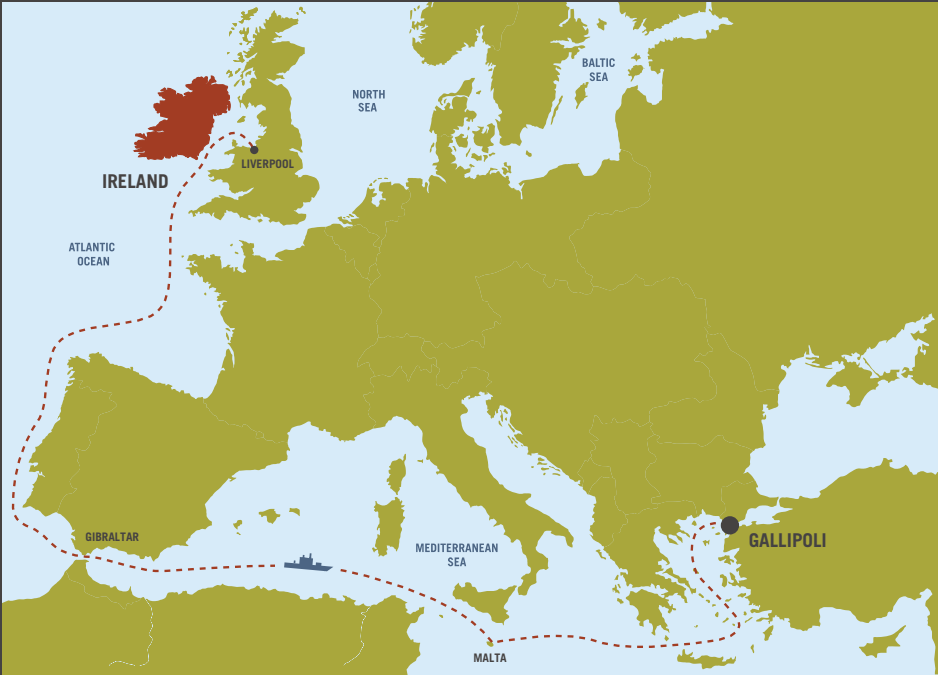 BALTIC
SEA
NORTH
SEA
LIVERPOOL
IRELAND
ATLANTIC
OCEAN
GIBRALTAR
GALLIPOLI
MEDITERRANEAN
SEA
MALTA